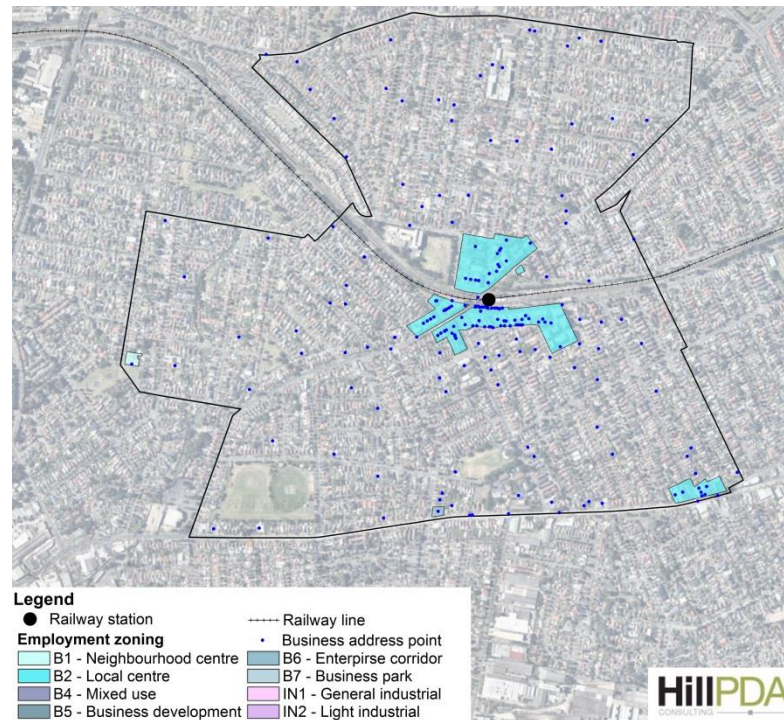 Legend
Railway station
Railway line
Employment zoning
Business address point
B1 - Neighbourhood centre
B6 - Enterpirse corridor
B2 - Local centre
B7 - Business park
B4 - Mixed use
IN1 - General industrial
B5 - Business development
IN2 - Light industrial
HillPDA
CONSULTING